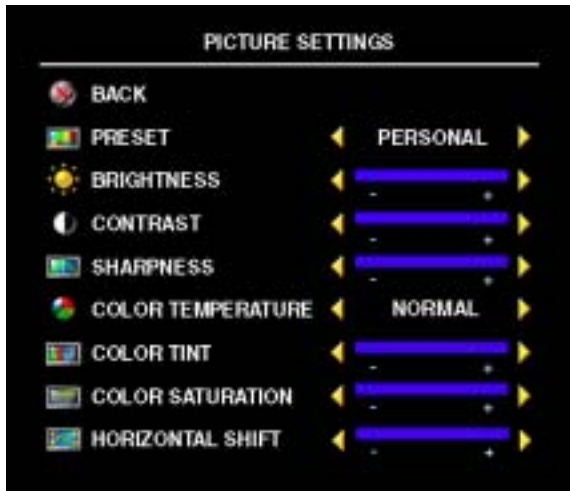 PICTURE SETTINGS
BACK
PRESET PERSONAL
BRIGHTNESS
- +
CONTRAST
- +
SHARPNESS
- +
COLOR TEMPERATURE NORMAL
COLOR TINT
- +
COLOR SATURATION
- +
HORIZONTAL SHIFT
- +